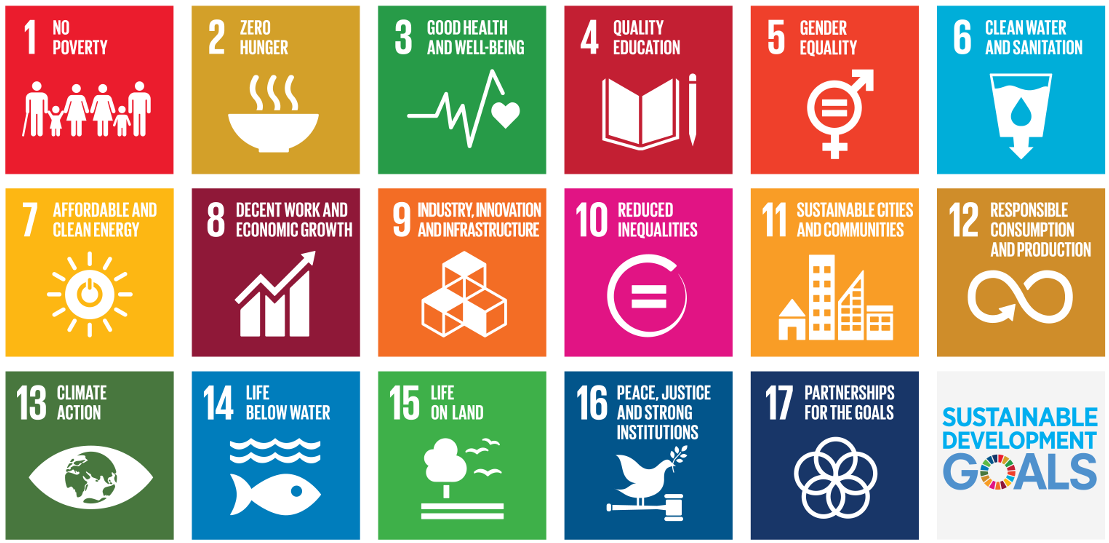 1 NO
POVERTY
2 ZERO
HUNGER
3 GOOD HEALTH
AND WELL-BEING
4 QUALITY
EDUCATION
5 GENDER
EQUALITY
6 CLEAN WATER
AND SANITATION
7 AFFORDABLE AND
CLEAN ENERGY
8 DECENT WORK AND
ECONOMIC GROWTH
9 INDUSTRY, INNOVATION
AND INFRASTRUCTURE
10 REDUCED
INEQUALITIES
11 SUSTAINABLE CITIES
AND COMMUNITIES
12 RESPONSIBLE
CONSUMPTION
AND PRODUCTION
13 CLIMATE
ACTION
14 LIFE
BELOW WATER
15 LIFE
ON LAND
16 PEACE, JUSTICE
AND STRONG
INSTITUTIONS
17 PARTNERSHIPS
FOR THE GOALS
SUSTAINABLE
DEVELOPMENT
GOALS